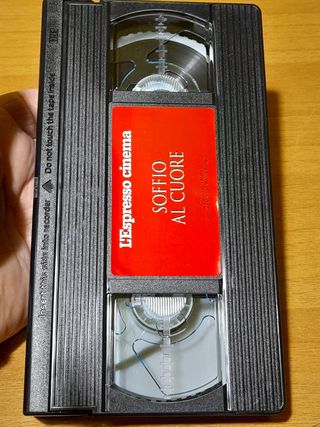 L'Espresso cinema
SOFFIO
AL CUORE
Insert this side into recorder
Do not touch the tape inside